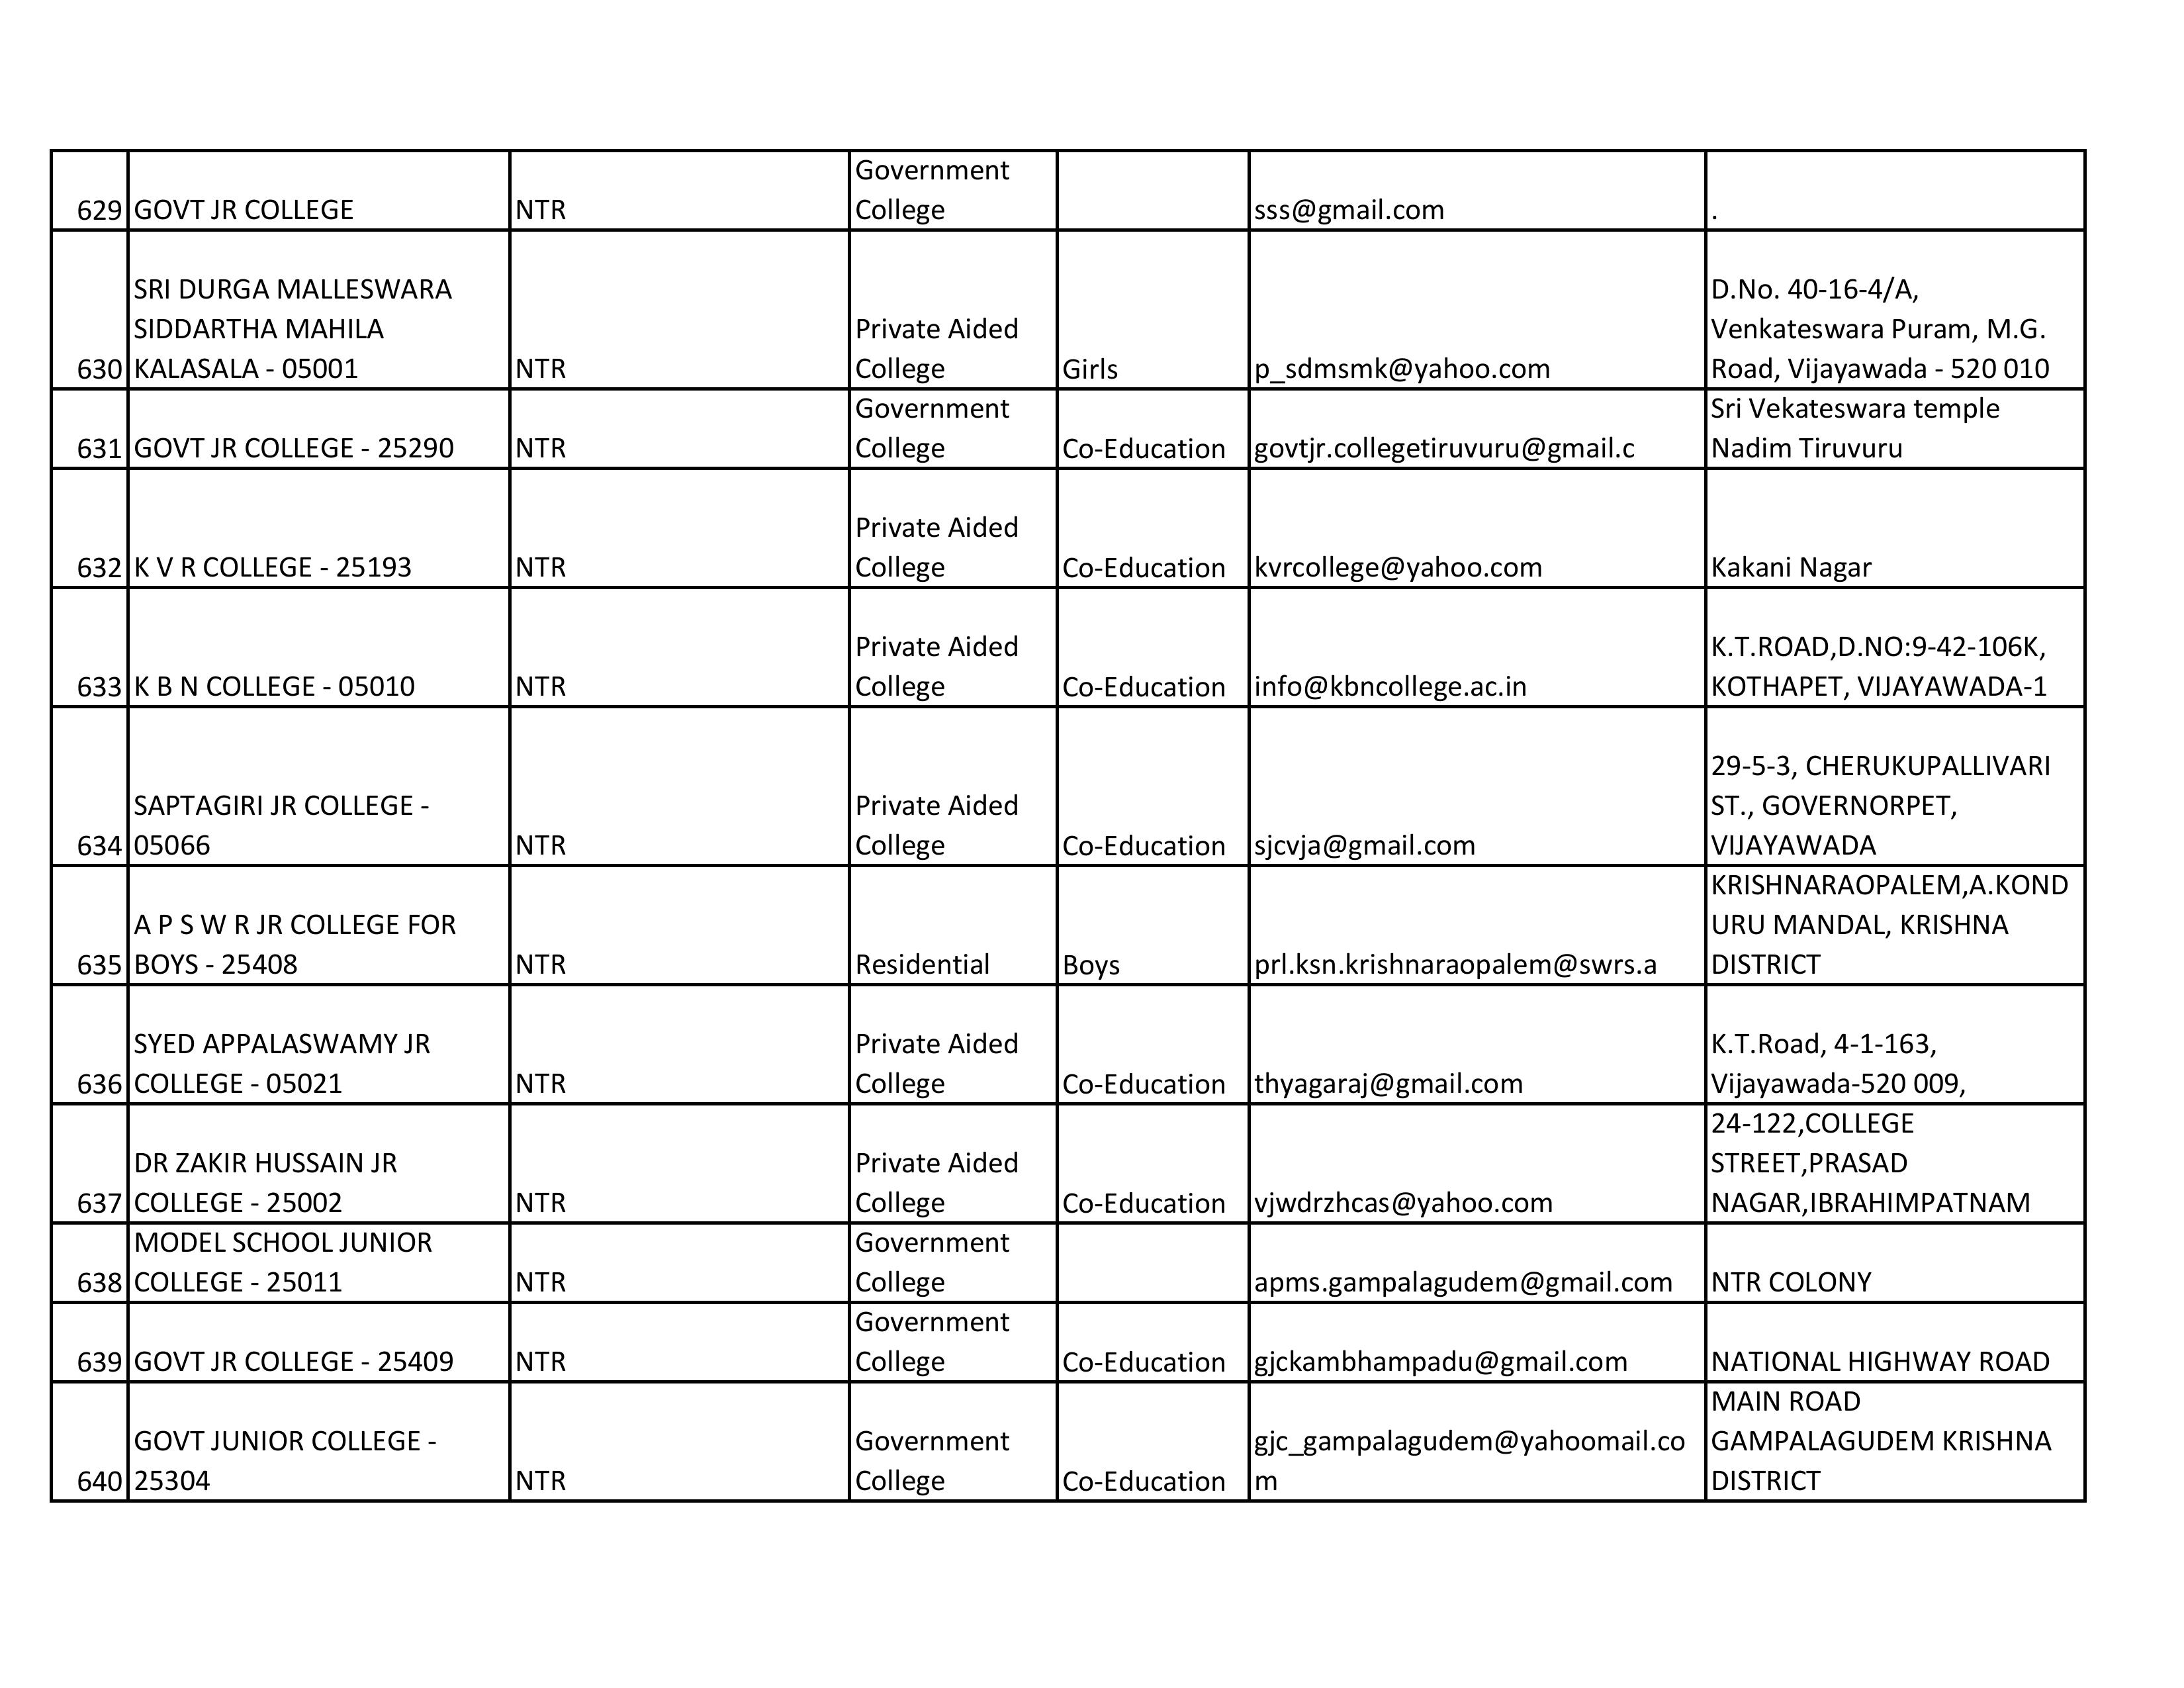 629 GOVT JR COLLEGE NTR Government College sss@gmail.com .
630 SRI DURGA MALLESWARA SIDDARTHA MAHILA KALASALA - 05001 NTR Private Aided College Girls p_sdmsmk@yahoo.com D.No. 40-16-4/A, Venkateswara Puram, M.G. Road, Vijayawada - 520 010
631 GOVT JR COLLEGE - 25290 NTR Government College Co-Education govtjr.collegetiruvuru@gmail.c Sri Vekateswara temple Nadim Tiruvuru
632 K V R COLLEGE - 25193 NTR Private Aided College Co-Education kvrcollege@yahoo.com Kakani Nagar
633 K B N COLLEGE - 05010 NTR Private Aided College Co-Education info@kbncollege.ac.in K.T.ROAD,D.NO:9-42-106K, KOTHAPET, VIJAYAWADA-1
634 SAPTAGIRI JR COLLEGE - 05066 NTR Private Aided College Co-Education sjcvja@gmail.com 29-5-3, CHERUKUPALLIVARI ST., GOVERNORPET, VIJAYAWADA
635 A P S W R JR COLLEGE FOR BOYS - 25408 NTR Residential Boys prl.ksn.krishnaraopalem@swrs.a KRISHNARAOPALEM,A.KONDURU MANDAL, KRISHNA DISTRICT
636 SYED APPALASWAMY JR COLLEGE - 05021 NTR Private Aided College Co-Education thyagaraj@gmail.com K.T.Road, 4-1-163, Vijayawada-520 009,
637 DR ZAKIR HUSSAIN JR COLLEGE - 25002 NTR Private Aided College Co-Education vjwdrzhcas@yahoo.com 24-122,COLLEGE STREET,PRASAD NAGAR,IBRAHIMPATNAM
638 MODEL SCHOOL JUNIOR COLLEGE - 25011 NTR Government College apms.gampalagudem@gmail.com NTR COLONY
639 GOVT JR COLLEGE - 25409 NTR Government College Co-Education gjckambhampadu@gmail.com NATIONAL HIGHWAY ROAD
640 GOVT JUNIOR COLLEGE - 25304 NTR Government College Co-Education gjc_gampalagudem@yahoomail.com MAIN ROAD GAMPALAGUDEM KRISHNA DISTRICT